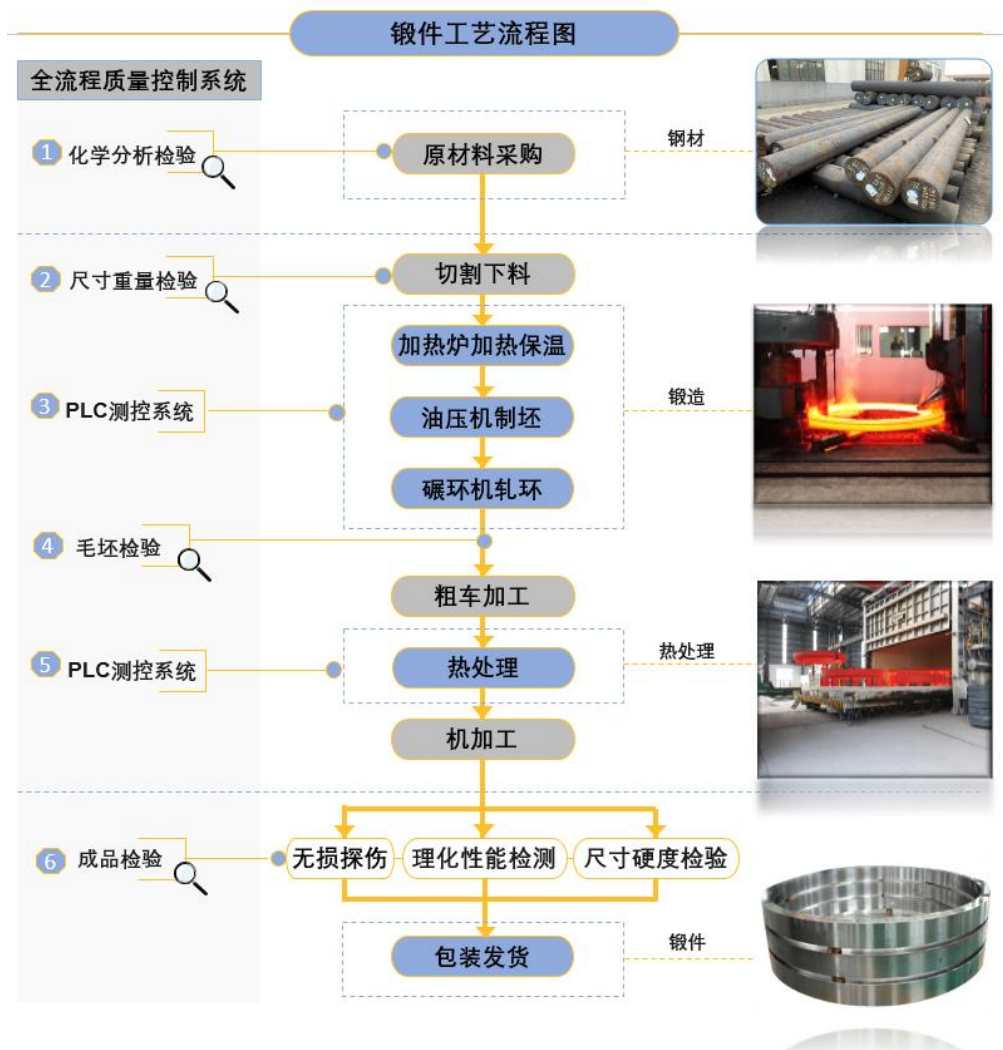 锻件工艺流程图
全流程质量控制系统
1 化学分析检验
原材料采购
钢材
2 尺寸重量检验
切割下料
加热炉加热保温
3 PLC测控系统
油压机制坯
锻造
碾环机轧环
4 毛坯检验
粗车加工
5 PLC测控系统
热处理
热处理
机加工
6 成品检验
无损探伤 理化性能检测 尺寸硬度检验
包装发货
锻件